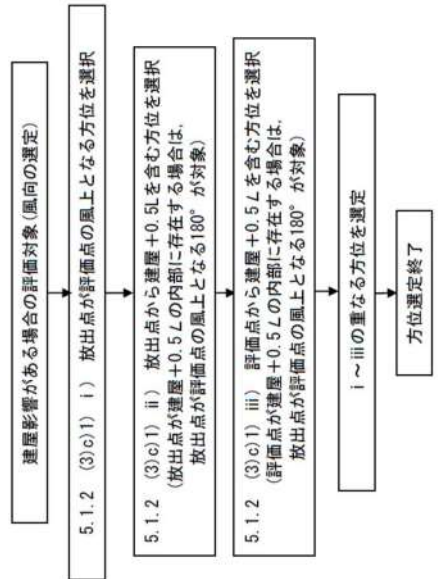 建屋影響がある場合の評価対象(風向の選定)
5.1.2 (3)c)1) i) 放出点が評価点の風上となる方位を選択
5.1.2 (3)c)1) ii) 放出点から建屋+0.5Lを含む方位を選択
(放出点が建屋+0.5Lの内部に存在する場合は,
放出点が評価点の風上となる180°が対象)
5.1.2 (3)c)1) iii) 評価点から建屋+0.5Lを含む方位を選択
(評価点が建屋+0.5Lの内部に存在する場合は,
放出点が評価点の風上となる180°が対象)
i~iiiの重なる方位を選定
方位選定終了